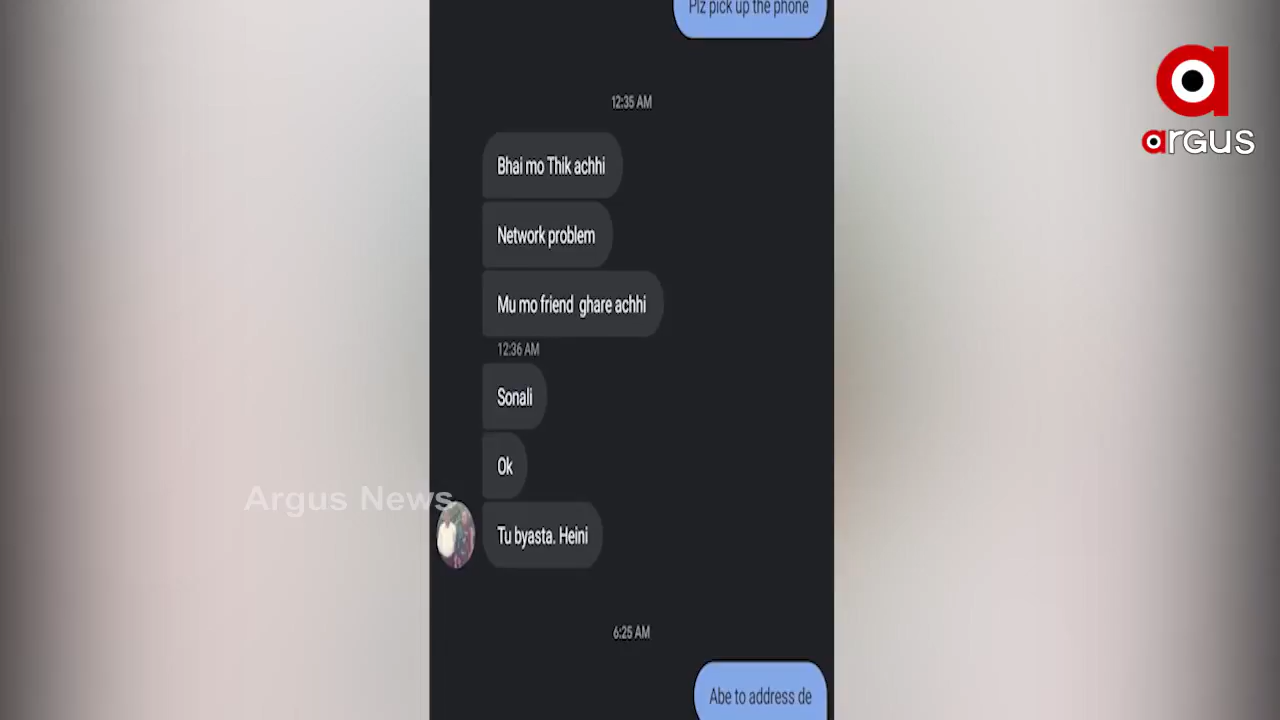 Plz pick up the phone
argus
12:35 AM
Bhai mo Thik achhi
Network problem
Mu mo friend ghare achhi
12:36 AM
Sonali
Ok
Argus News
Tu byasta. Heini
6:25 AM
Abe to address de